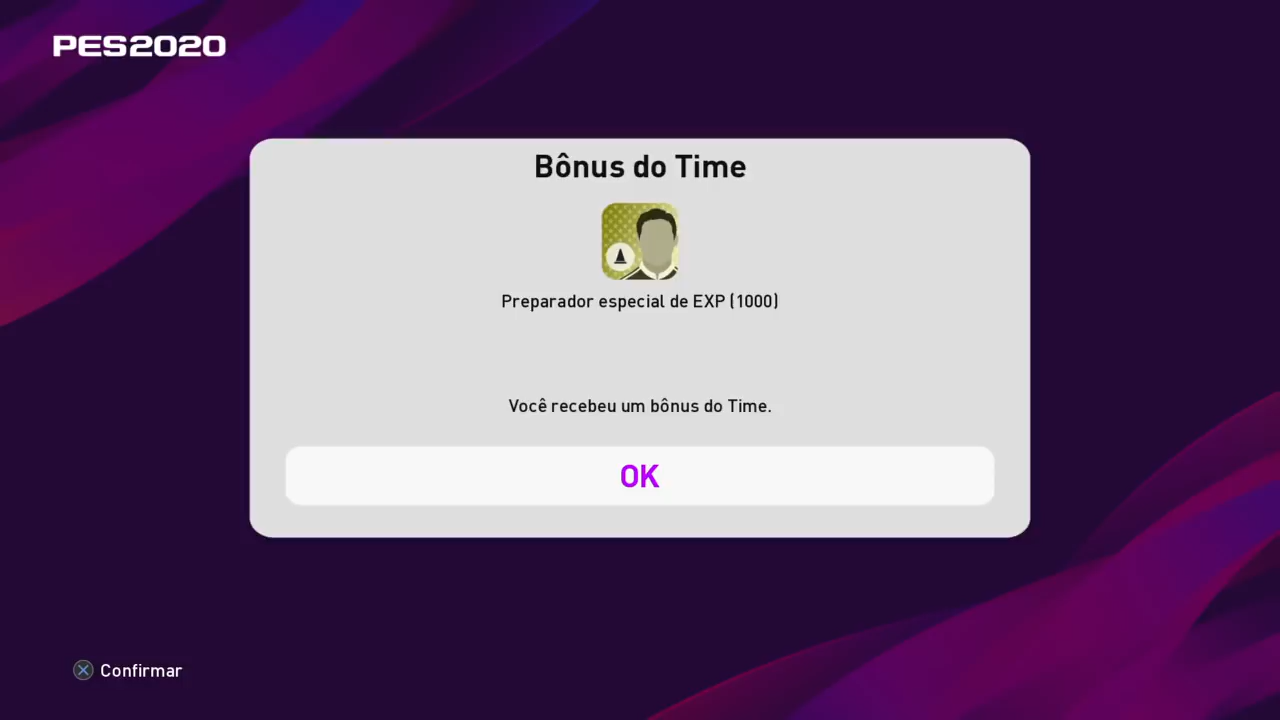 PES2020
Bônus do Time
Preparador especial de EXP (1000)
Você recebeu um bônus do Time.
OK
Confirmar